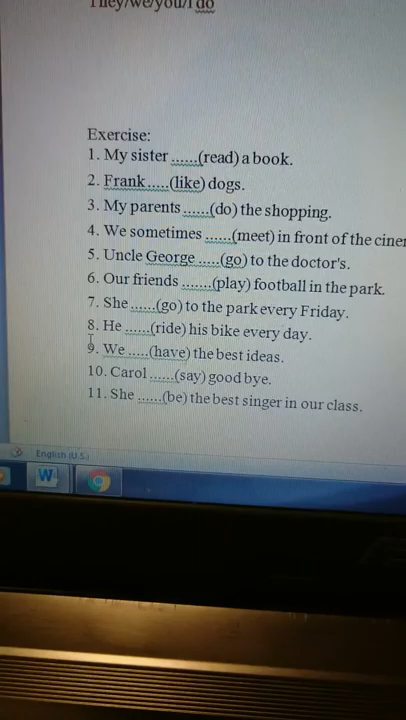 They/we/you/I do
Exercise:
1. My sister ......(read) a book.
2. Frank.....(like) dogs.
3. My parents ......(do) the shopping.
4. We sometimes ......(meet) in front of the
5. Uncle George .....(go) to the doctor's.
6. Our friends .......(play) football in the park.
7. She ......(go) to the park every Friday.
8. He ......(ride) his bike every day.
9. We .....(have) the best ideas.
10. Carol ......(say) good bye.
11. She ......(be) the best singer in our class.
English (U.S.)
W